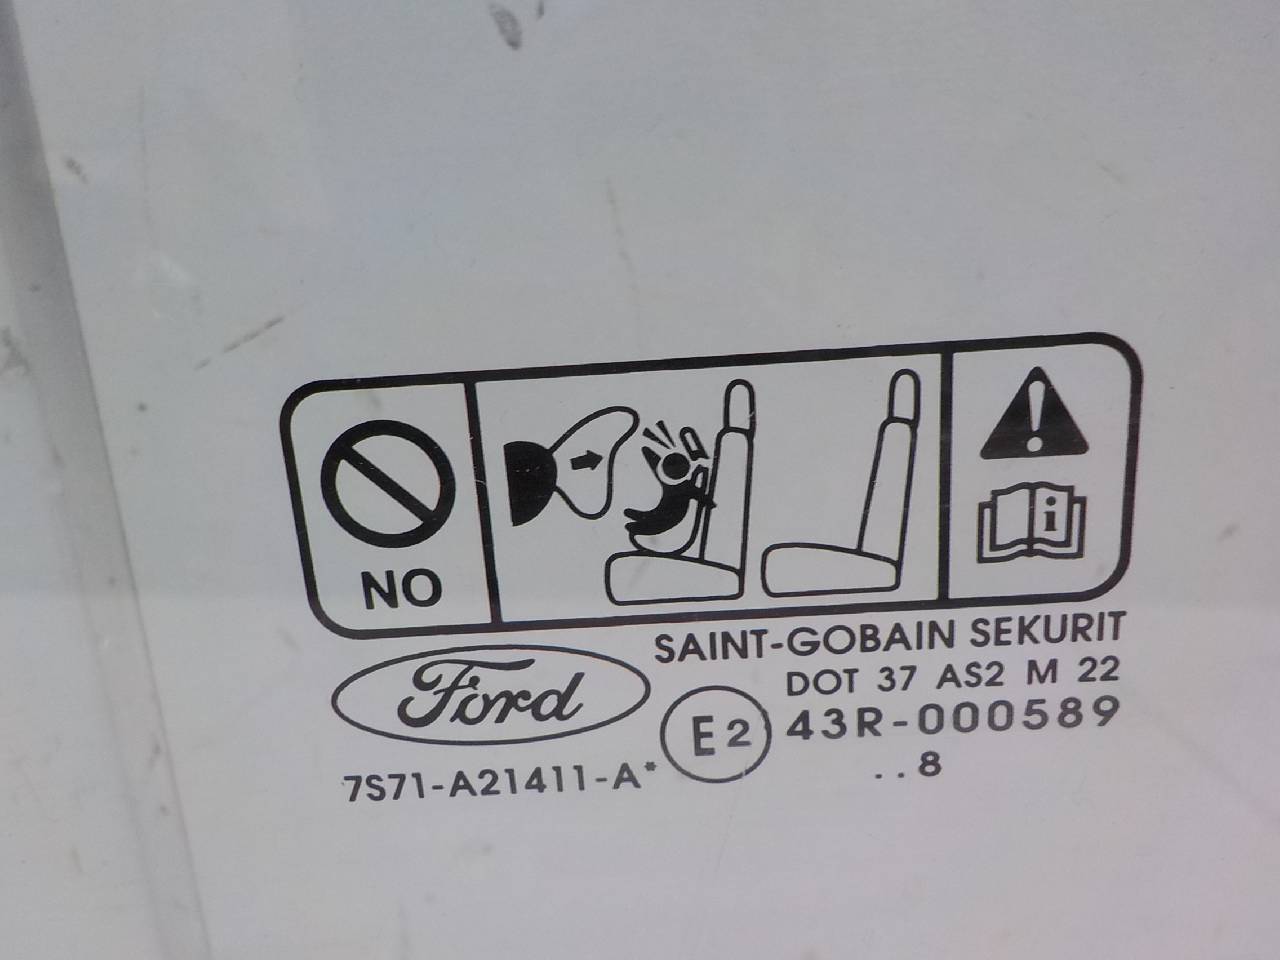 NO
i
SAINT-GOBAIN SEKURIT
Ford
DOT 37 AS2 M 22
E2
43R-000589
7S71-A21411-A*
..8